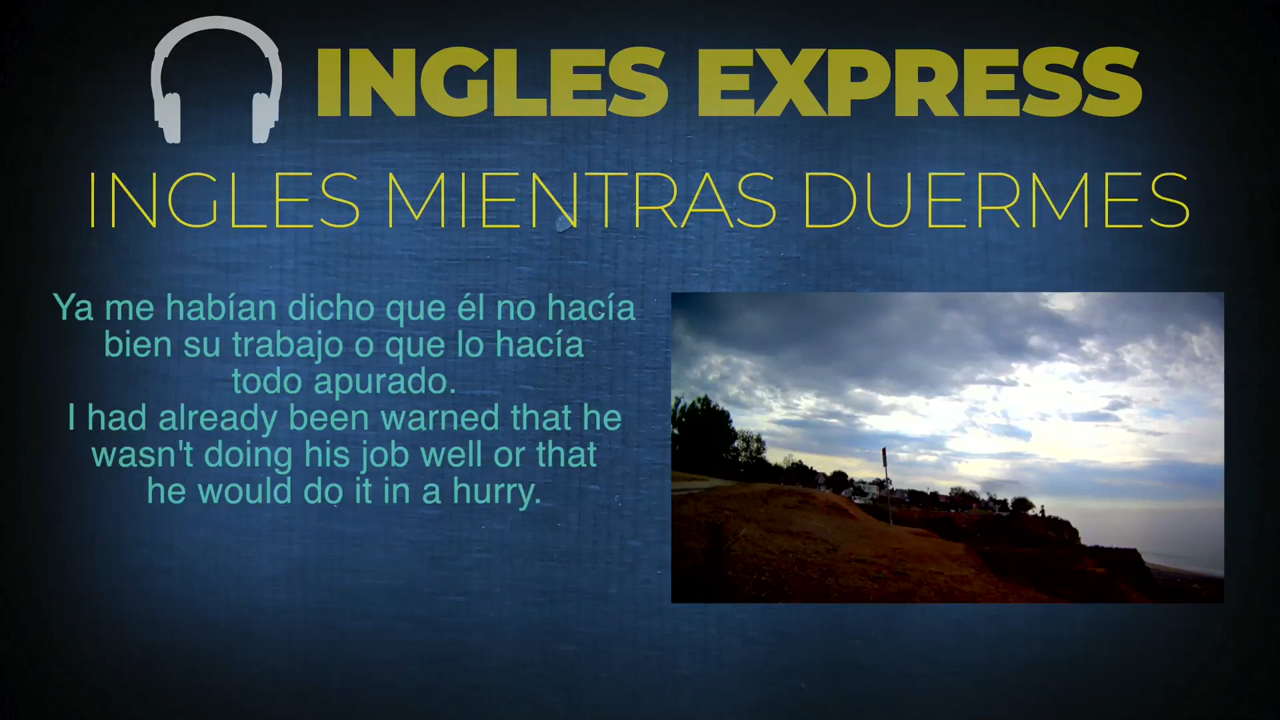 INGLES EXPRESS
INGLES MIENTRAS DUERMES
Ya me habían dicho que él no hacía
bien su trabajo o que lo hacía
todo apurado.
I had already been warned that he
wasn't doing his job well or that
he would do it in a hurry.